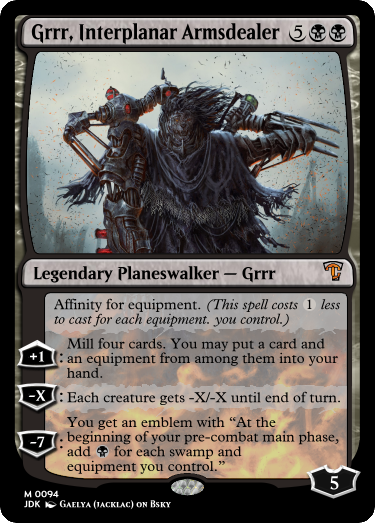 Grrr, Interplanar Armsdealer 5
Legendary Planeswalker — Grrr
Affinity for equipment. (This spell costs 1 less
to cast for each equipment. you control.)
+1 : Mill four cards. You may put a card and
an equipment from among them into your
hand.
-X : Each creature gets -X/-X until end of turn.
-7 : You get an emblem with “At the
beginning of your pre-combat main phase,
add for each swamp and
equipment you control.”
5
M 0094
JDK GAELYA (JACKLAC) ON BSKY